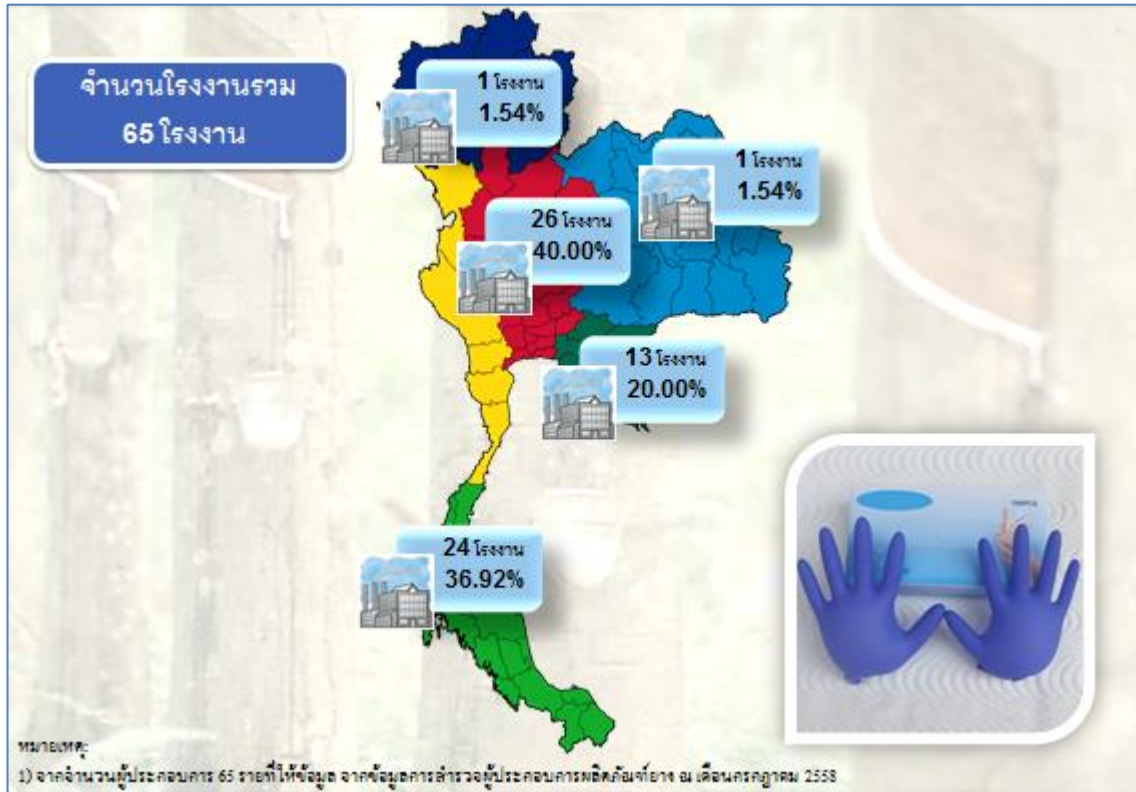 จำนวนโรงงานรวม
65 โรงงาน
1 โรงงาน
1.54%
1 โรงงาน
1.54%
26 โรงงาน
40.00%
13 โรงงาน
20.00%
24 โรงงาน
36.92%
หมายเหตุ:
1) จากจำนวนผู้ประกอบการ 65 รายที่ให้ข้อมูล จากข้อมูลการสำรวจผู้ประกอบการผลิตภัณฑ์ยาง ณ เดือนกรกฎาคม 2558